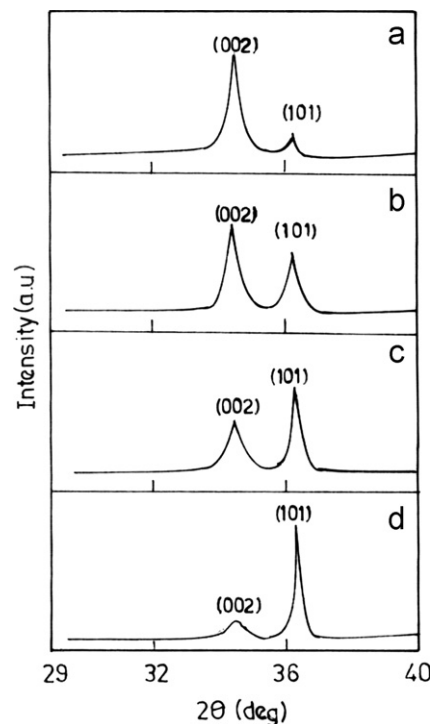 a
(002)
(101)
b
(002)
(101)
c
(002)
(101)
d
(002)
(101)
Intensity (a.u)
29 32 36 40
2θ (deg)